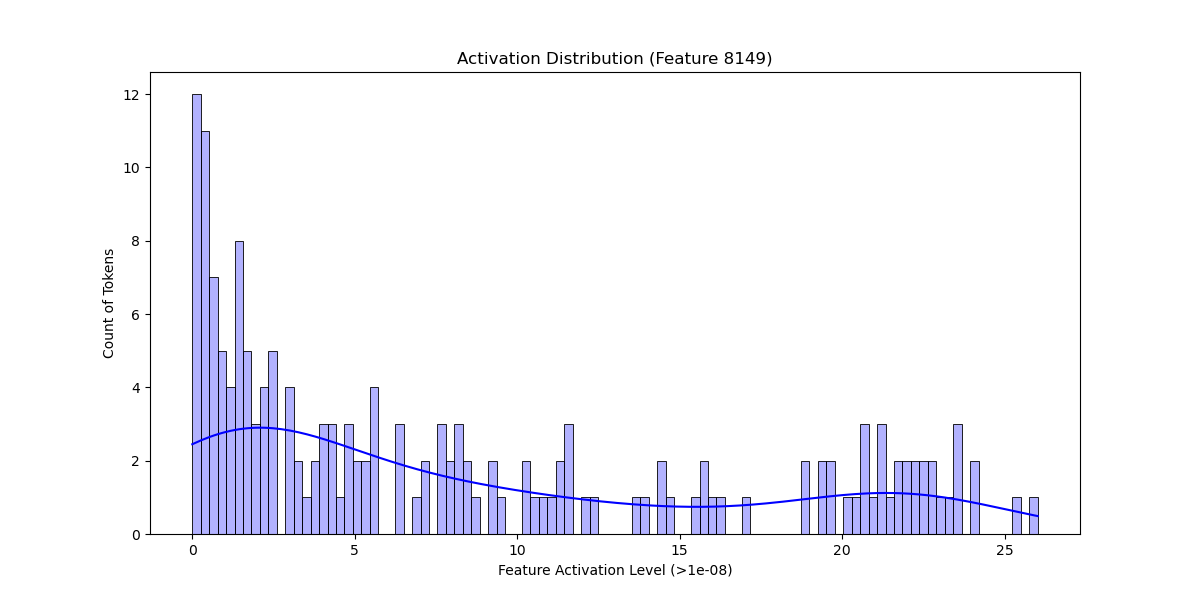 Activation Distribution (Feature 8149)
12
10
8
6
4
2
0
Count of Tokens
0 5 10 15 20 25
Feature Activation Level (>1e-08)